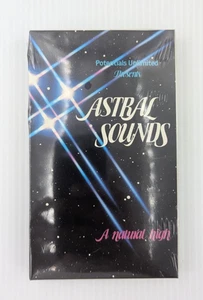 Potentials Unlimited
Presents
ASTRAL
SOUNDS
A natural high